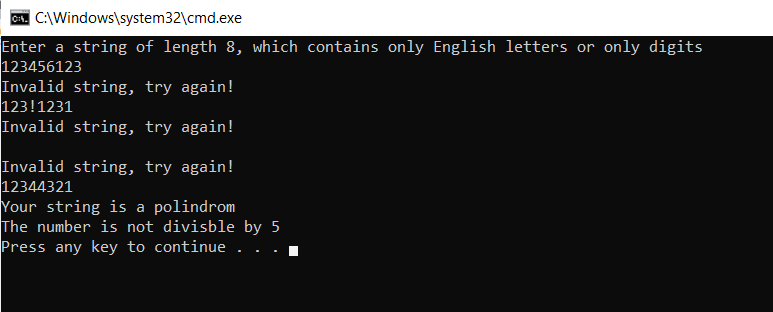 C:\Windows\system32\cmd.exe
Enter a string of length 8, which contains only English letters or only digits
123456123
Invalid string, try again!
123!1231
Invalid string, try again!
Invalid string, try again!
12344321
Your string is a polindrom
The number is not divisble by 5
Press any key to continue . . .